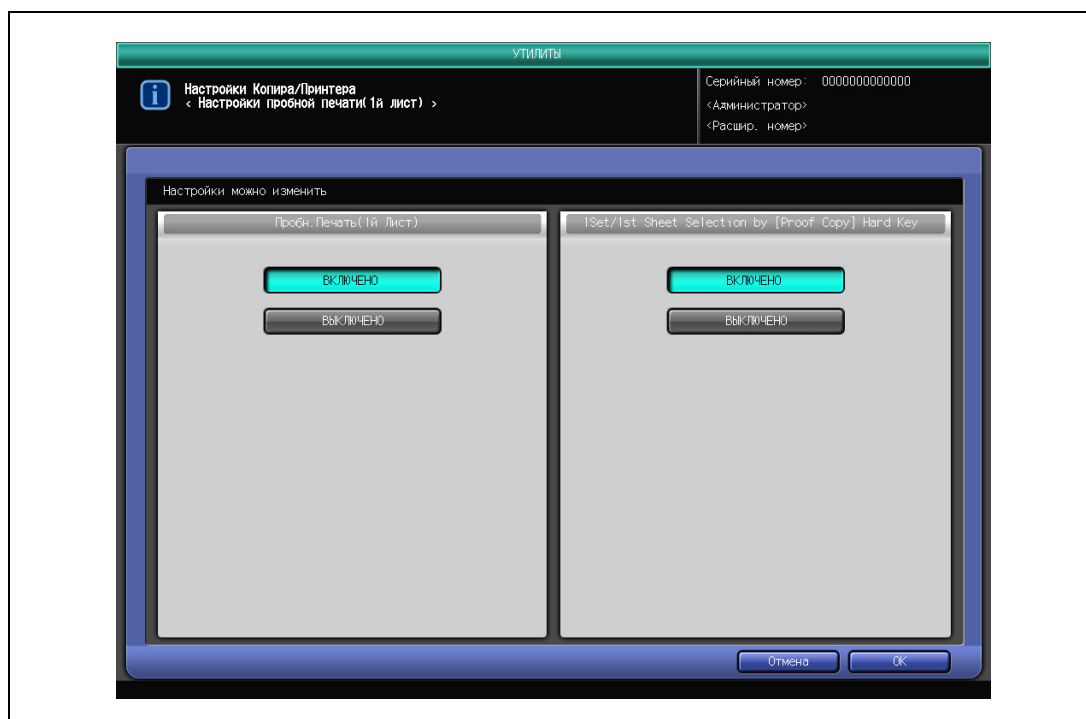 УТИЛИТЫ
Настройки Копира/Принтера
< Настройки пробной печати(1й лист) >
Серийный номер: 0000000000000
<Администратор>
<Расшир. номер>
Настройки можно изменить
Пробн.Печать(1й Лист)
1Set/1st Sheet Selection by [Proof Copy] Hard Key
ВКЛЮЧЕНО
ВКЛЮЧЕНО
ВЫКЛЮЧЕНО
ВЫКЛЮЧЕНО
Отмена
OK